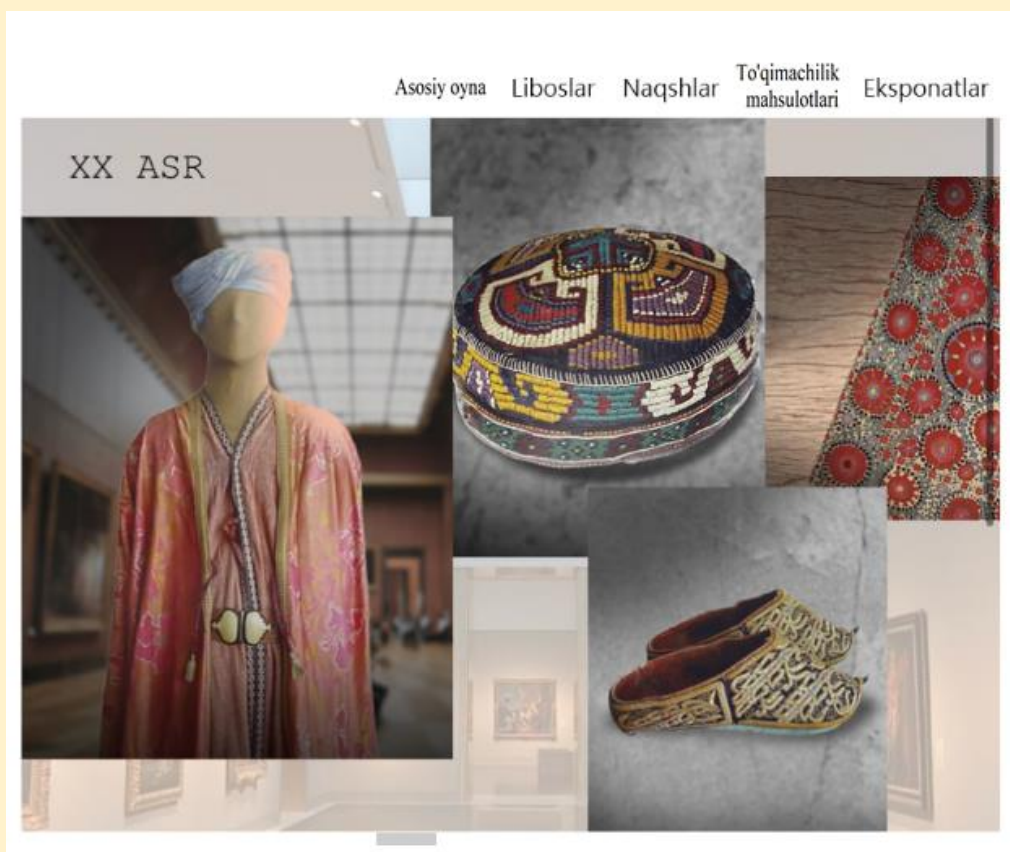 Asosiy oyna
Liboslar
Naqshlar
To'qimachilik
mahsulotlari
Eksponatlar
XX ASR